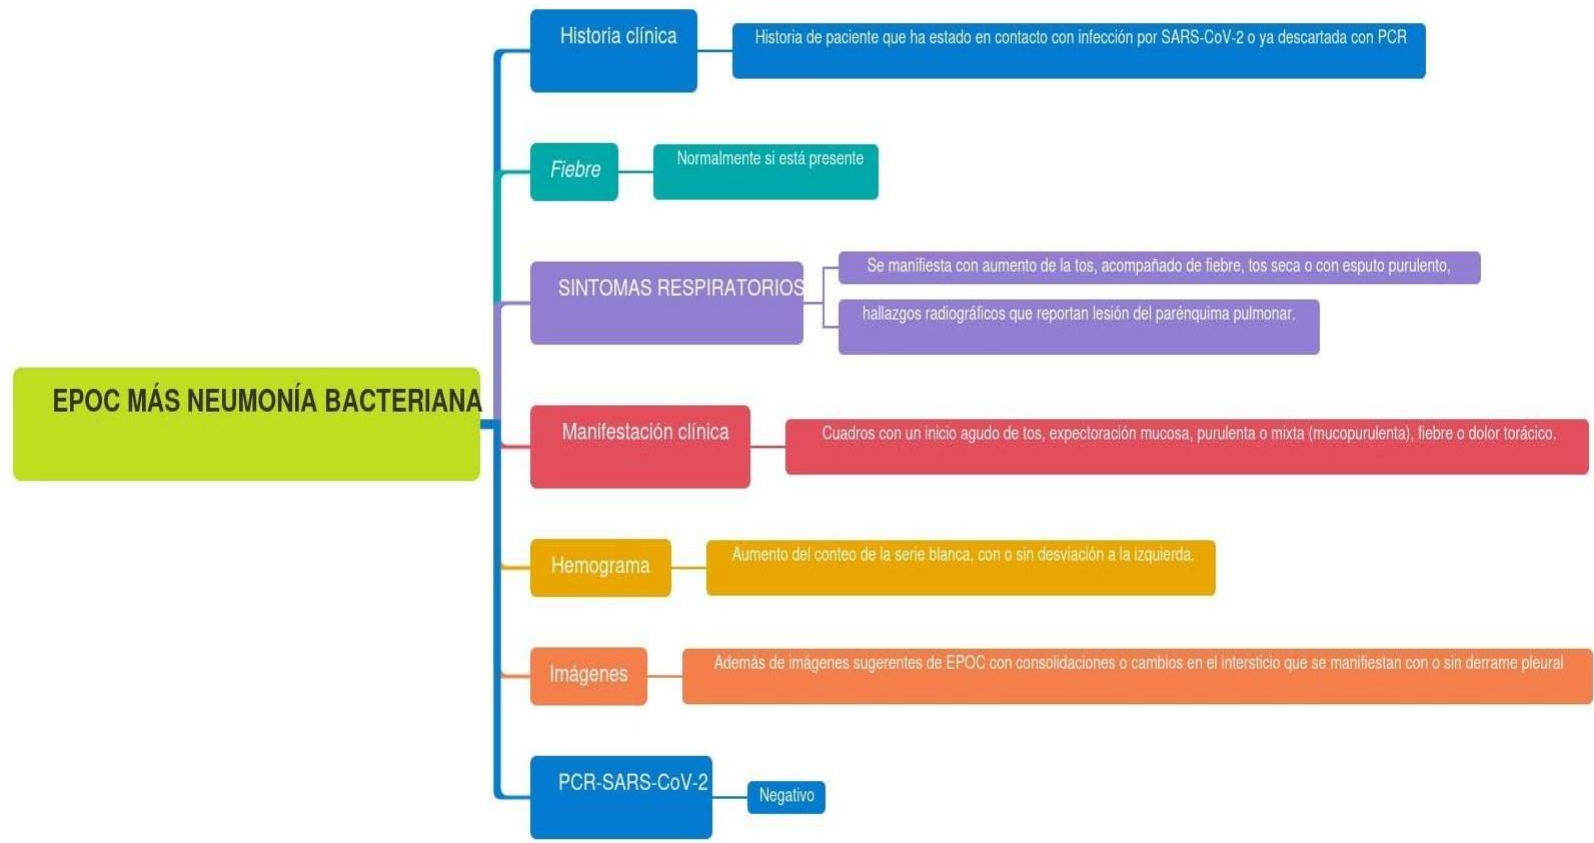 Historia clínica
Historia de paciente que ha estado en contacto con infección por SARS-CoV-2 o ya descartada con PCR
Fiebre
Normalmente si está presente
SINTOMAS RESPIRATORIOS
Se manifiesta con aumento de la tos, acompañado de fiebre, tos seca o con esputo purulento,
hallazgos radiográficos que reportan lesión del parénquima pulmonar.
EPOC MÁS NEUMONÍA BACTERIANA
Manifestación clínica
Cuadros con un inicio agudo de tos, expectoración mucosa, purulenta o mixta (mucopurulenta), fiebre o dolor torácico.
Hemograma
Aumento del conteo de la serie blanca, con o sin desviación a la izquierda.
Imágenes
Además de imágenes sugerentes de EPOC con consolidaciones o cambios en el intersticio que se manifiestan con o sin derrame pleural
PCR-SARS-CoV-2
Negativo